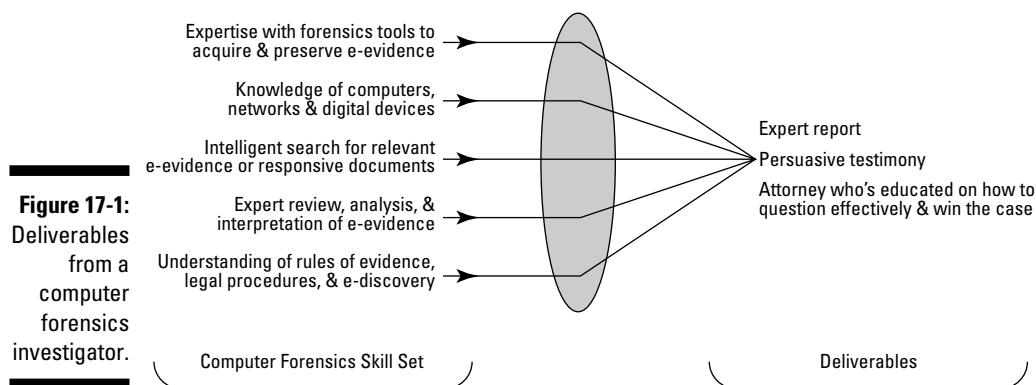 Expertise with forensics tools to
acquire & preserve e-evidence
Knowledge of computers,
networks & digital devices
Intelligent search for relevant
e-evidence or responsive documents
Expert review, analysis, &
interpretation of e-evidence
Understanding of rules of evidence,
legal procedures, & e-discovery
Expert report
Persuasive testimony
Attorney who's educated on how to
question effectively & win the case
Figure 17-1:
Deliverables
from a
computer
forensics
investigator.
Computer Forensics Skill Set
Deliverables